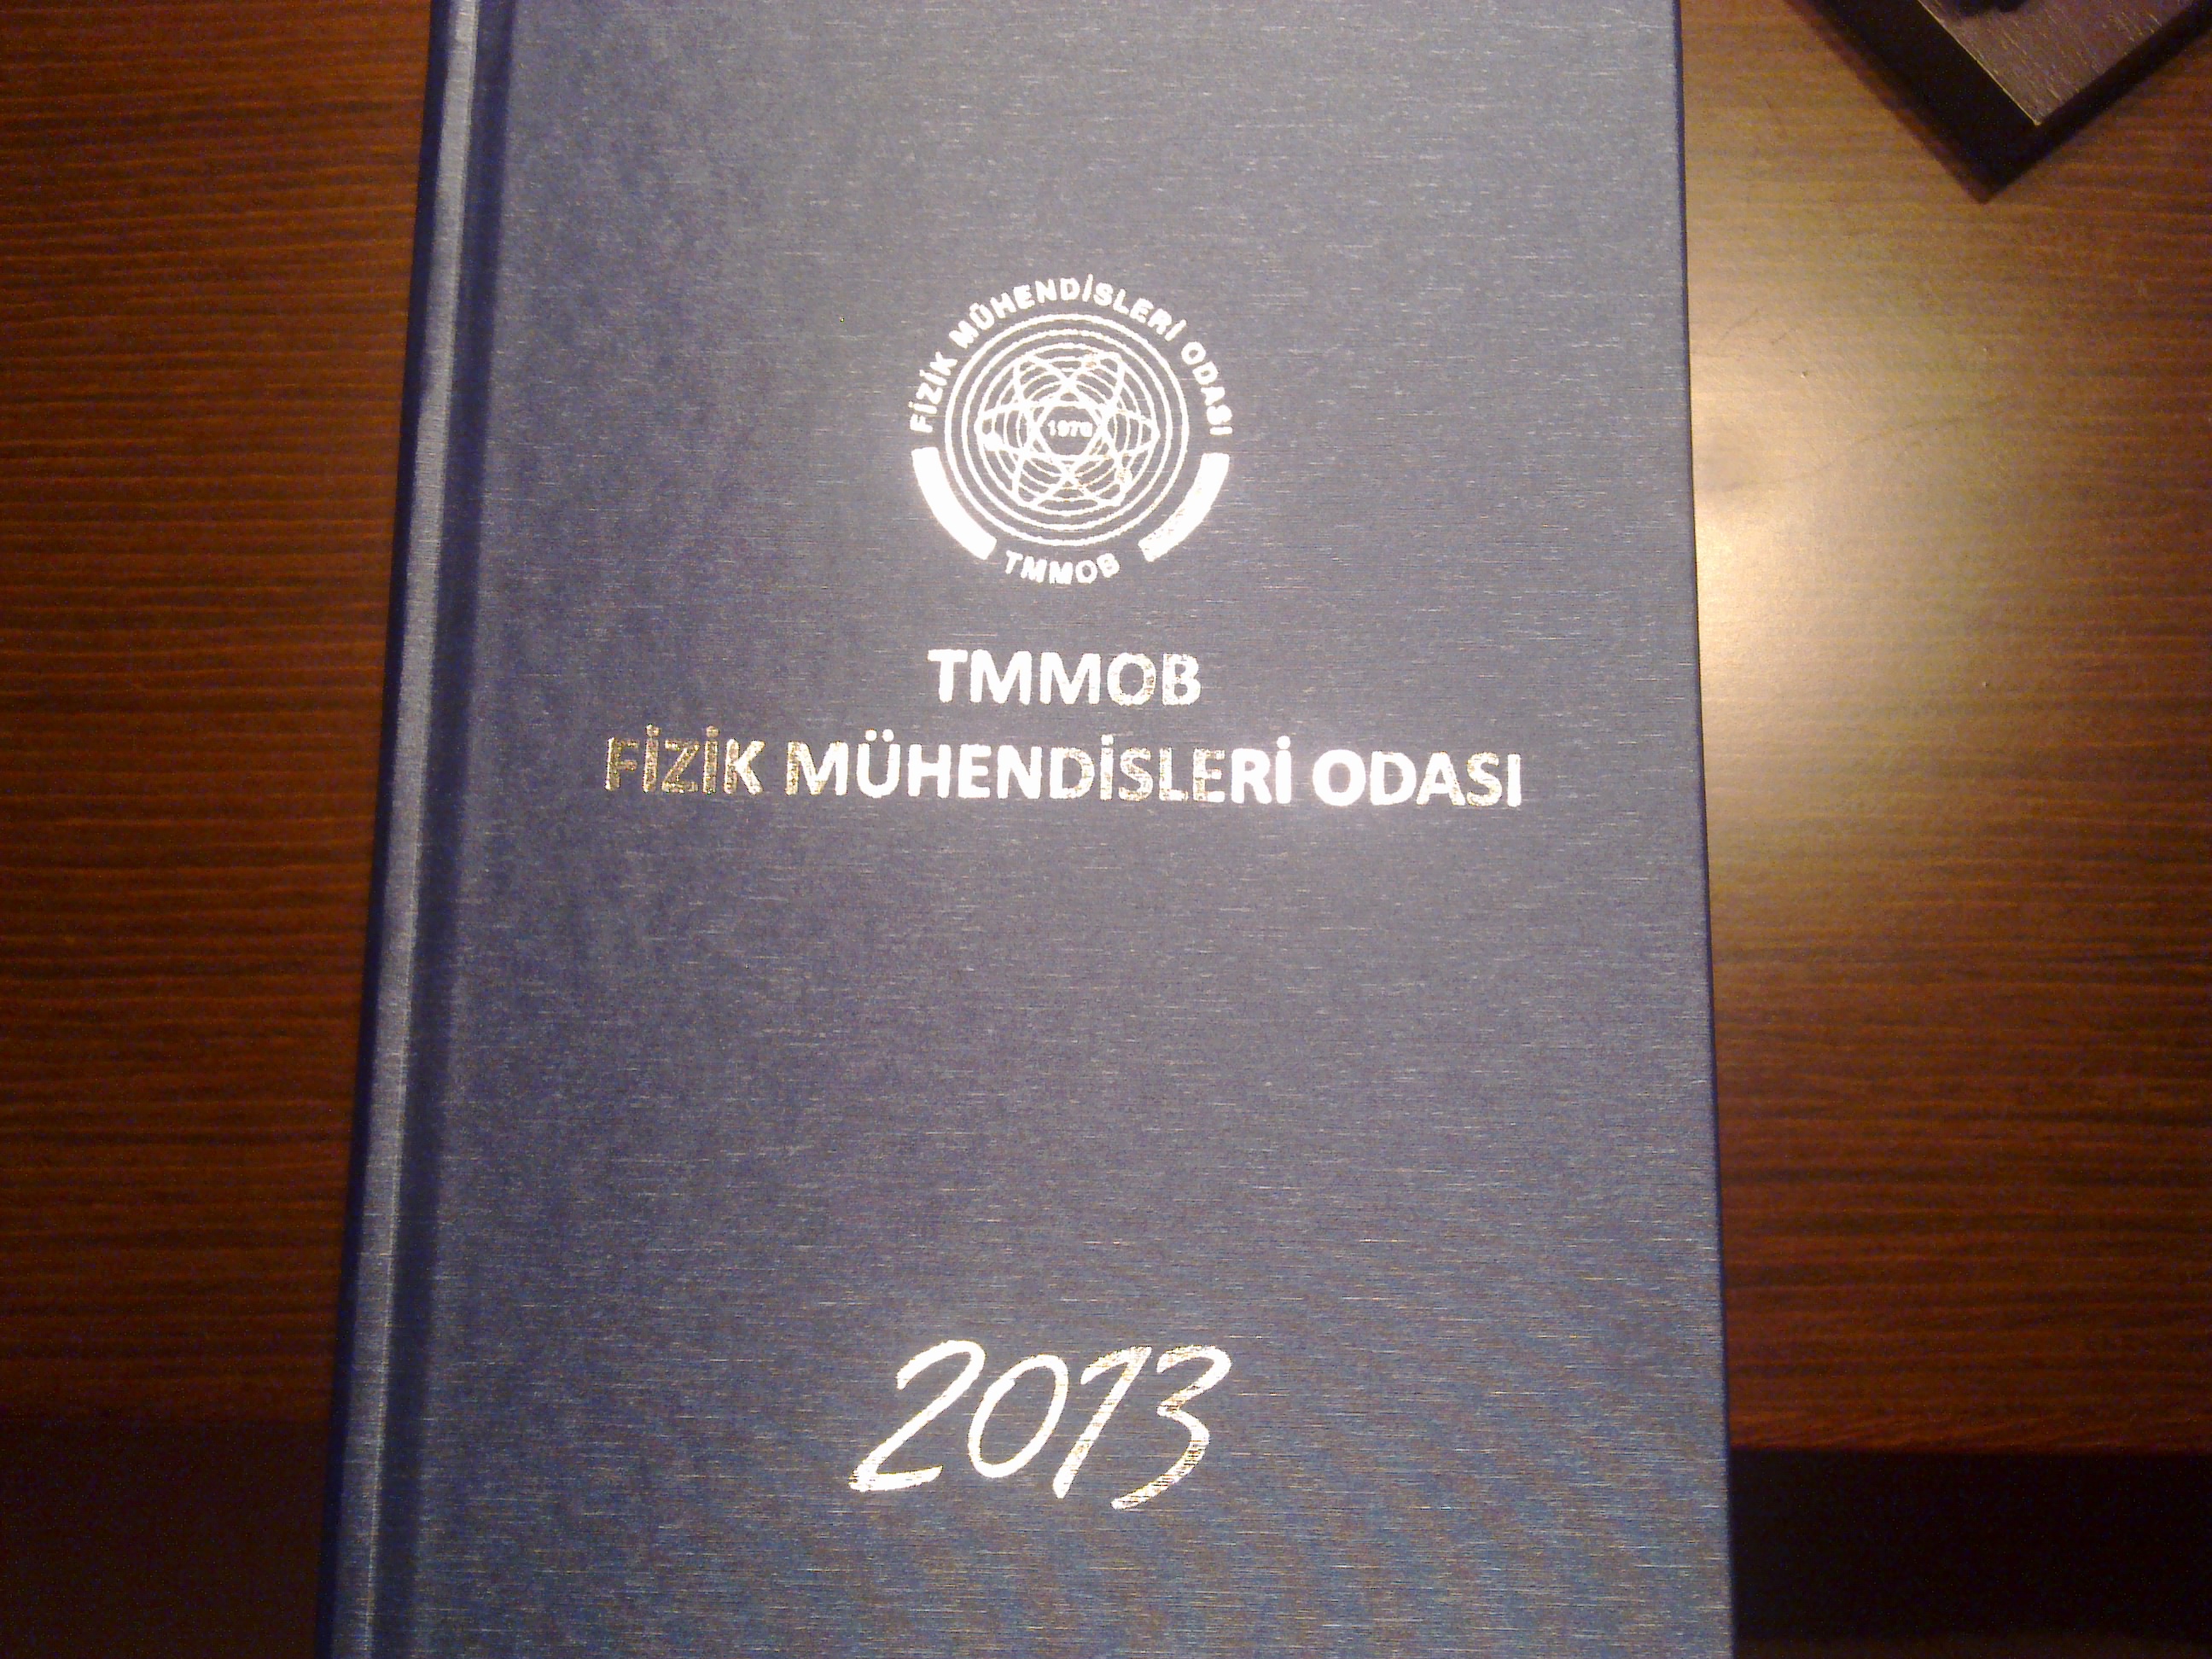 FİZİK MÜHENDİSLERİ ODASI
1970
TMMOB
TMMOB
FİZİK MÜHENDİSLERİ ODASI
2013